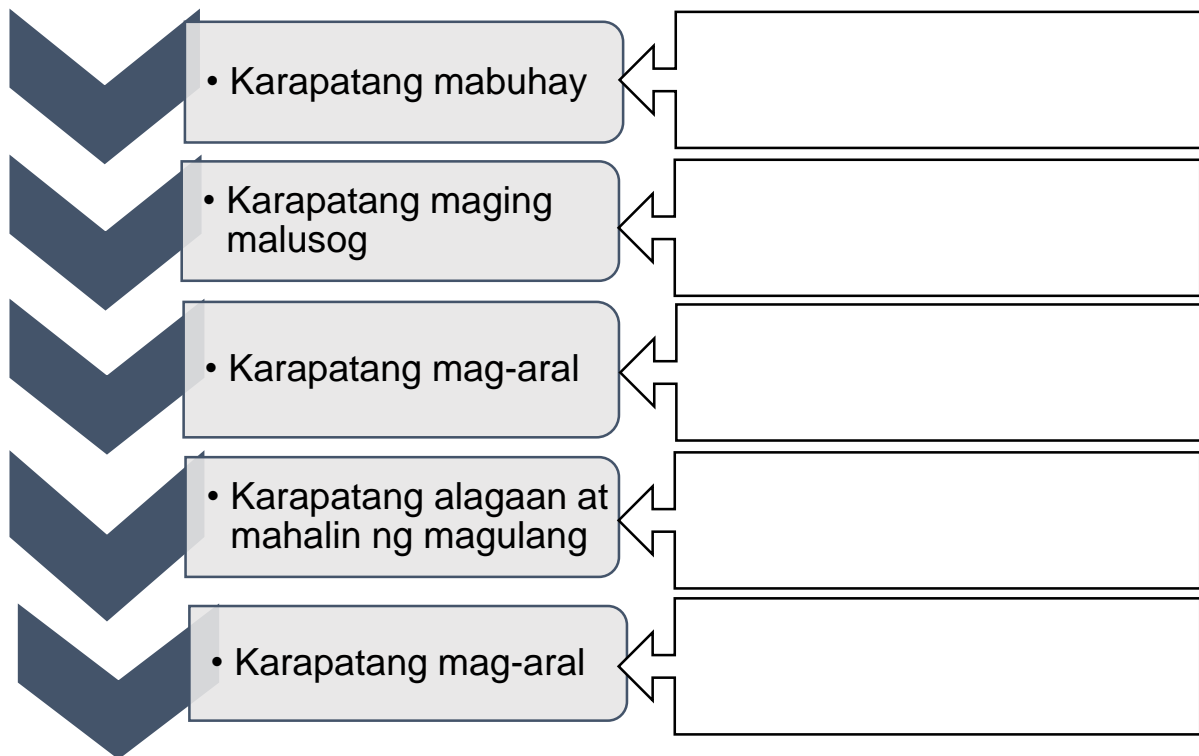 • Karapatang mabuhay
• Karapatang maging
malusog
• Karapatang mag-aral
• Karapatang alagaan at
mahalin ng magulang
• Karapatang mag-aral